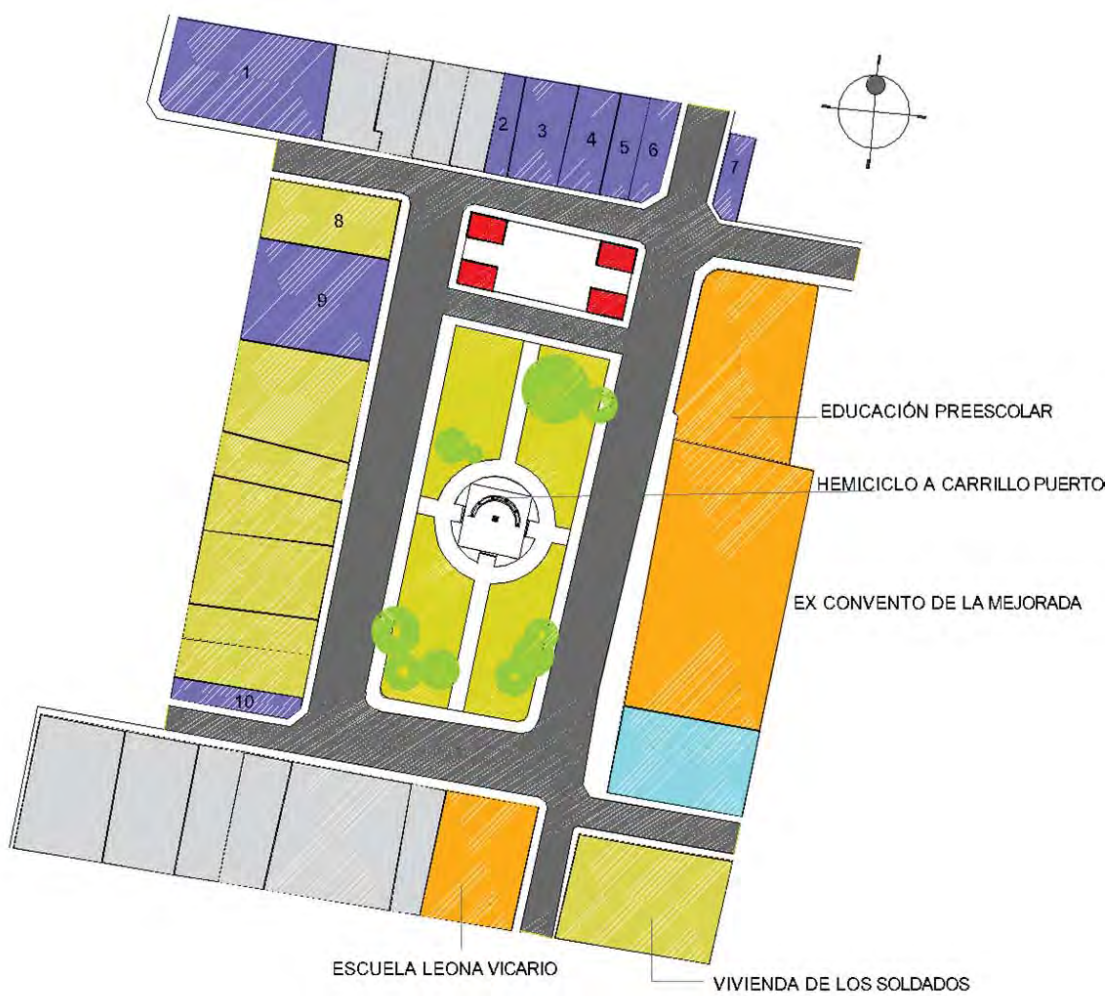 1
2
3
4
5
6
7
8
9
EDUCACIÓN PREESCOLAR
HEMICICLO A CARRILLO PUERTO
EX CONVENTO DE LA MEJORADA
10
ESCUELA LEONA VICARIO
VIVIENDA DE LOS SOLDADOS